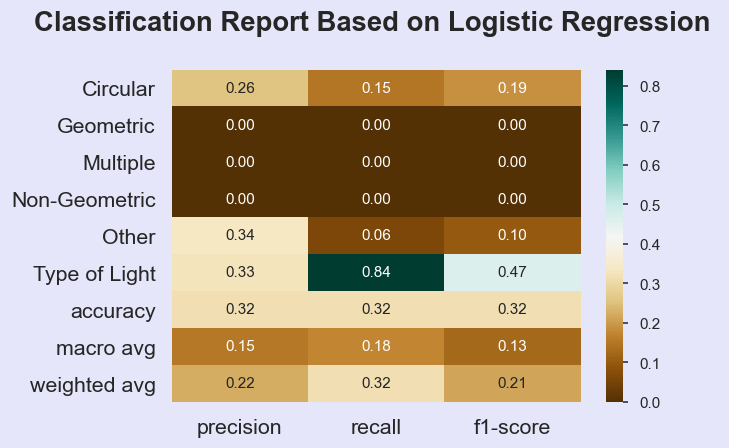 Classification Report Based on Logistic Regression
Circular 0.26 0.15 0.19
Geometric 0.00 0.00 0.00
Multiple 0.00 0.00 0.00
Non-Geometric 0.00 0.00 0.00
Other 0.34 0.06 0.10
Type of Light 0.33 0.84 0.47
accuracy 0.32 0.32 0.32
macro avg 0.15 0.18 0.13
weighted avg 0.22 0.32 0.21
precision recall f1-score
0.8
0.7
0.6
0.5
0.4
0.3
0.2
0.1
0.0